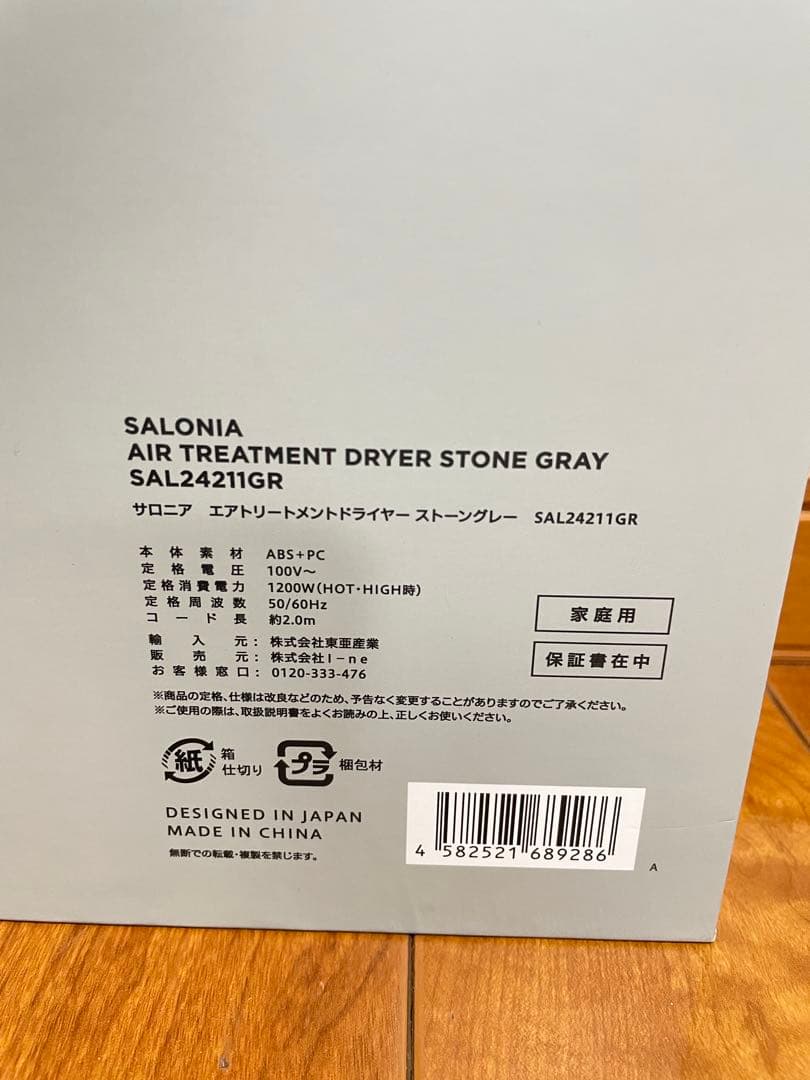 SALONIA
AIR TREATMENT DRYER STONE GRAY
SAL24211GR
サロニア エアトリートメントドライヤー ストーングレー SAL24211GR
本体素材 ABS+PC
定格電圧 100V～
定格消費電力 1200W(HOT・HIGH時)
定格周波数 50/60Hz
コード長 約2.0m
家庭用
輸入元: 株式会社東亜産業
販売元: 株式会社I-ne
お客様窓口: 0120-333-476
保証書在中
※商品の定格、仕様は改良などのため、予告なく変更することがありますのでご了承ください。
※ご使用の際は、取扱説明書をよくお読みの上、正しくお使いください。
紙 箱 仕切り
プラ 梱包材
DESIGNED IN JAPAN
MADE IN CHINA
無断での転載・複製を禁じます。
4 582521 689286
A